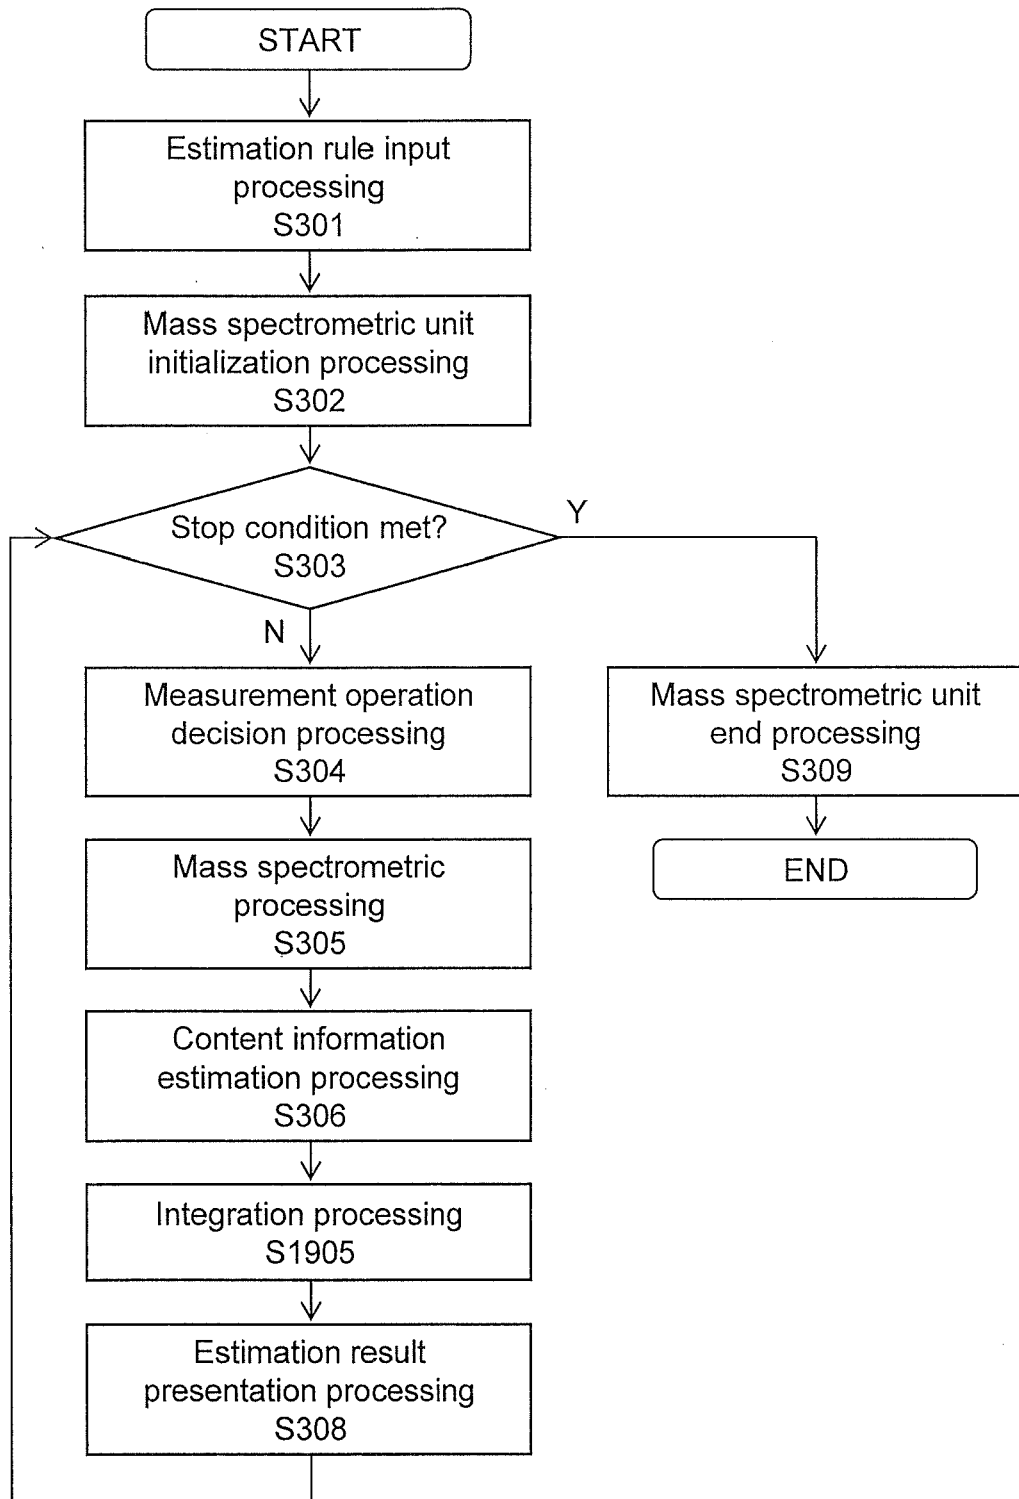 START
Estimation rule input
processing
S301
Mass spectrometric unit
initialization processing
S302
Stop condition met?
S303
Y
N
Measurement operation
decision processing
S304
Mass spectrometric unit
end processing
S309
Mass spectrometric
processing
S305
END
Content information
estimation processing
S306
Integration processing
S1905
Estimation result
presentation processing
S308